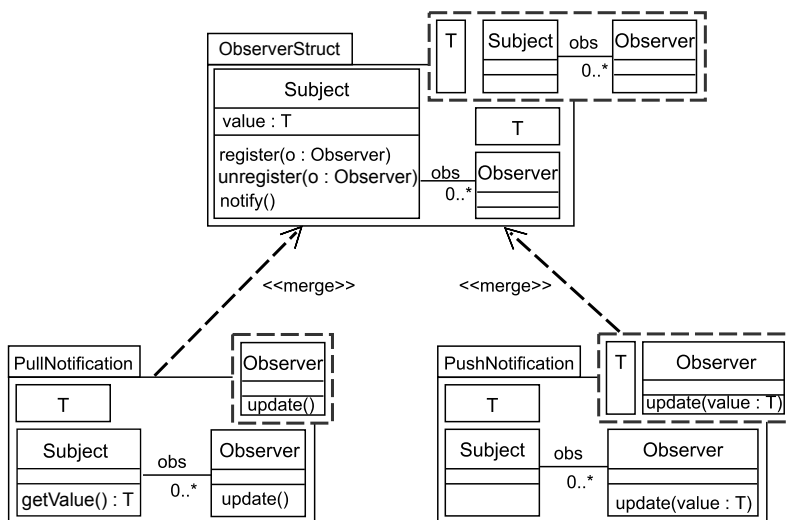 ObserverStruct
T
Subject
obs
0..*
Observer
Subject
value : T
register(o : Observer)
unregister(o : Observer)
notify()
T
obs
0..*
Observer
<<merge>>
<<merge>>
PullNotification
Observer
update()
T
Subject
getValue() : T
obs
0..*
Observer
update()
PushNotification
T
Observer
update(value : T)
T
Subject
obs
0..*
Observer
update(value : T)